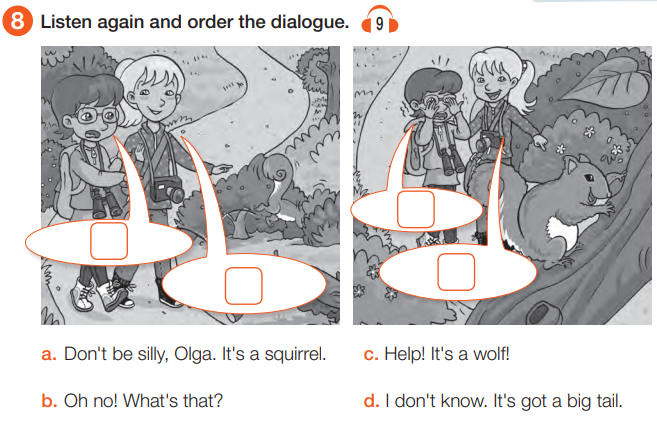 8 Listen again and order the dialogue. 9
a. Don't be silly, Olga. It's a squirrel.
c. Help! It's a wolf!
b. Oh no! What's that?
d. I don't know. It's got a big tail.